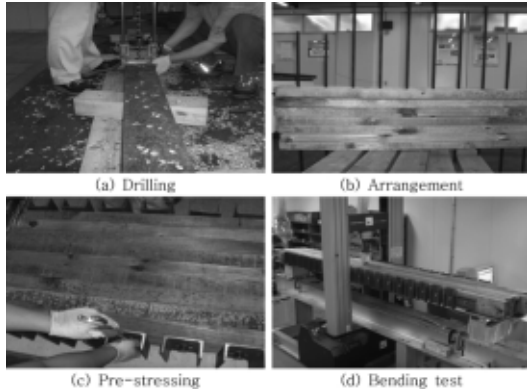 (a) Drilling
(b) Arrangement
(c) Pre-stressing
(d) Bending test